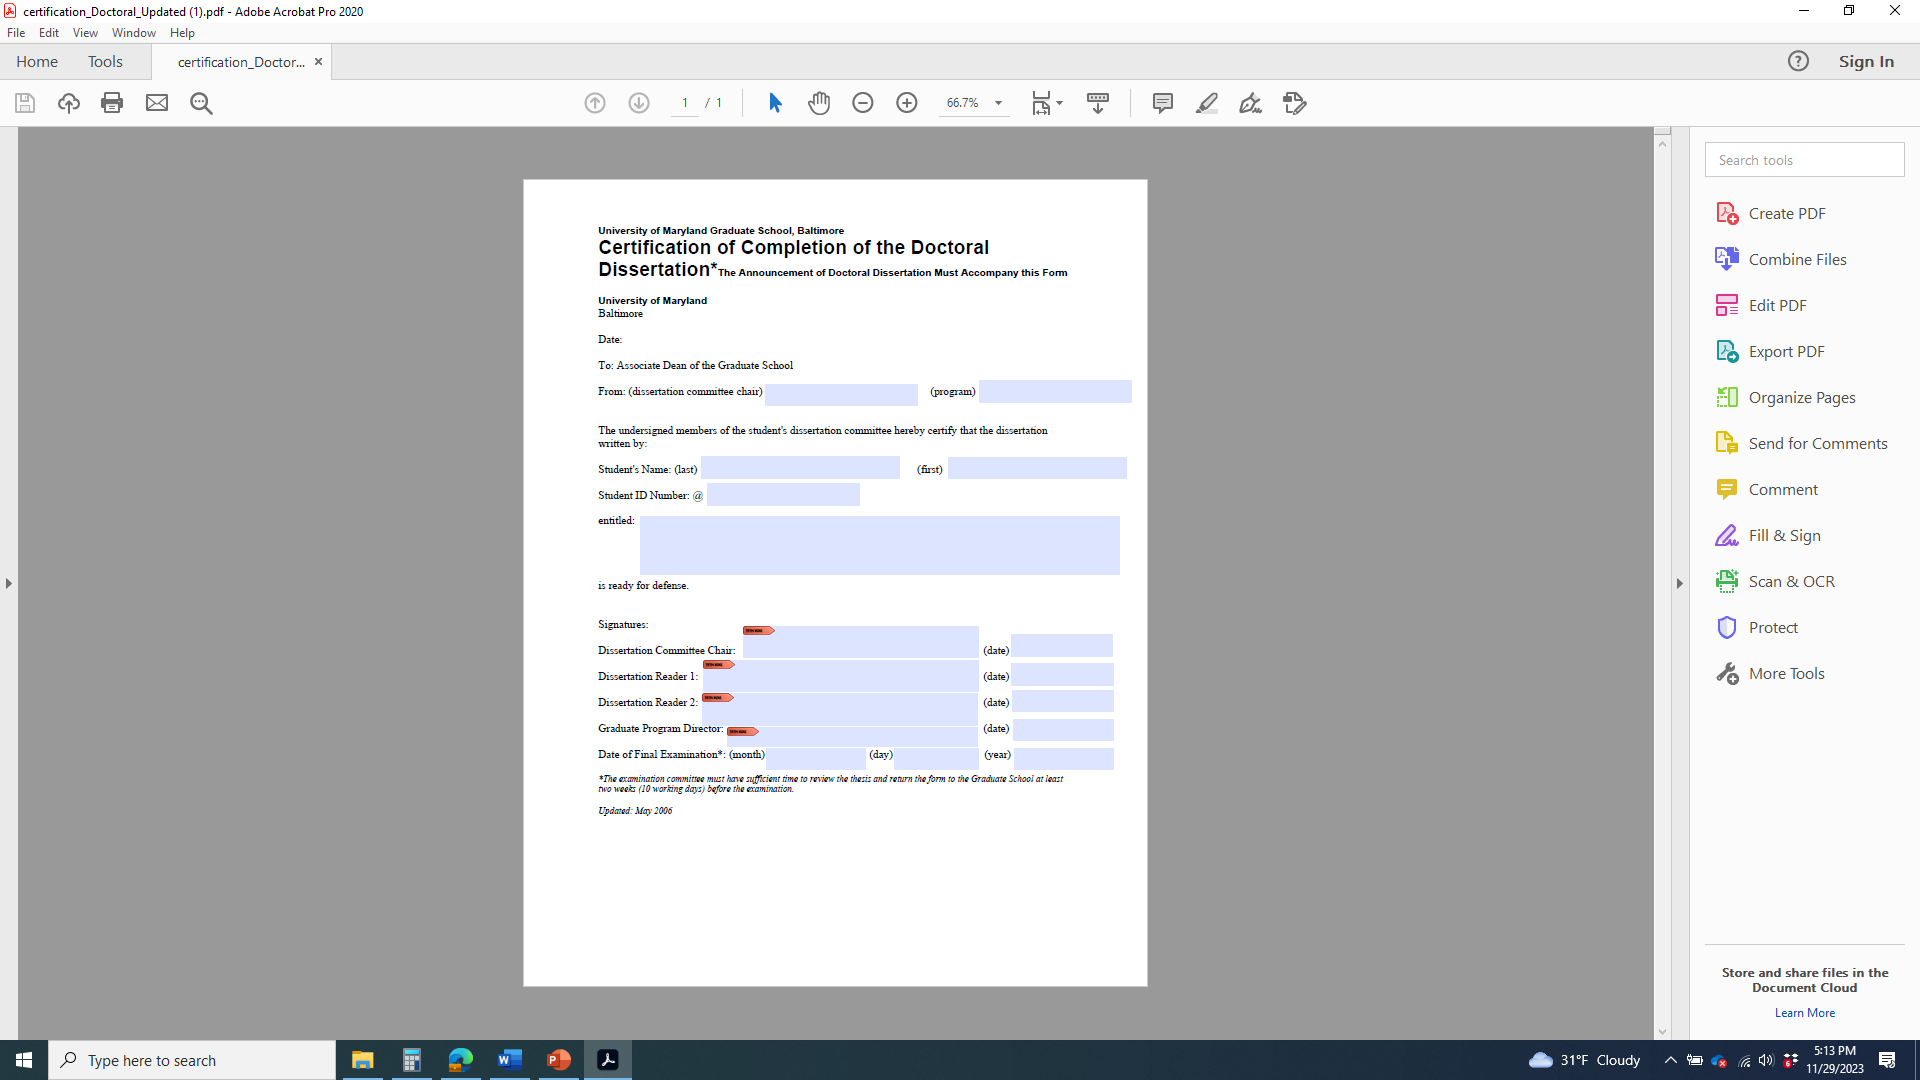 certification_Doctoral_Updated (1).pdf - Adobe Acrobat Pro 2020
File Edit View Window Help
Home Tools certification_Doctor... × Sign In
1 / 1 66.7%
Search tools
Create PDF
Combine Files
Edit PDF
Export PDF
Organize Pages
Send for Comments
Comment
Fill & Sign
Scan & OCR
Protect
More Tools
Store and share files in the
Document Cloud
Learn More
University of Maryland Graduate School, Baltimore
Certification of Completion of the Doctoral
Dissertation*The Announcement of Doctoral Dissertation Must Accompany this Form
University of Maryland
Baltimore
Date:
To: Associate Dean of the Graduate School
From: (dissertation committee chair) (program)
The undersigned members of the student's dissertation committee hereby certify that the dissertation
written by:
Student's Name: (last) (first)
Student ID Number: @
entitled:
is ready for defense.
Signatures:
Dissertation Committee Chair: (date)
Dissertation Reader 1: (date)
Dissertation Reader 2: (date)
Graduate Program Director: (date)
Date of Final Examination*: (month) (day) (year)
*The examination committee must have sufficient time to review the thesis and return the form to the Graduate School at least
two weeks (10 working days) before the examination.
Updated: May 2006
Type here to search
31°F Cloudy
5:13 PM
11/29/2023